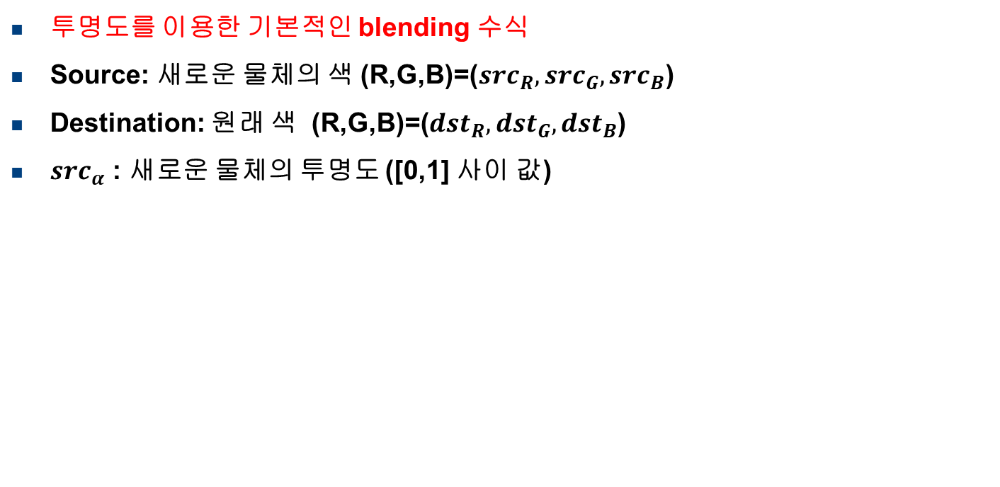 ▪ 투명도를 이용한 기본적인 blending 수식
▪ Source: 새로운 물체의 색 (R,G,B)=(src_R, src_G, src_B)
▪ Destination: 원래 색 (R,G,B)=(dst_R, dst_G, dst_B)
▪ src_α : 새로운 물체의 투명도 ([0,1] 사이 값)